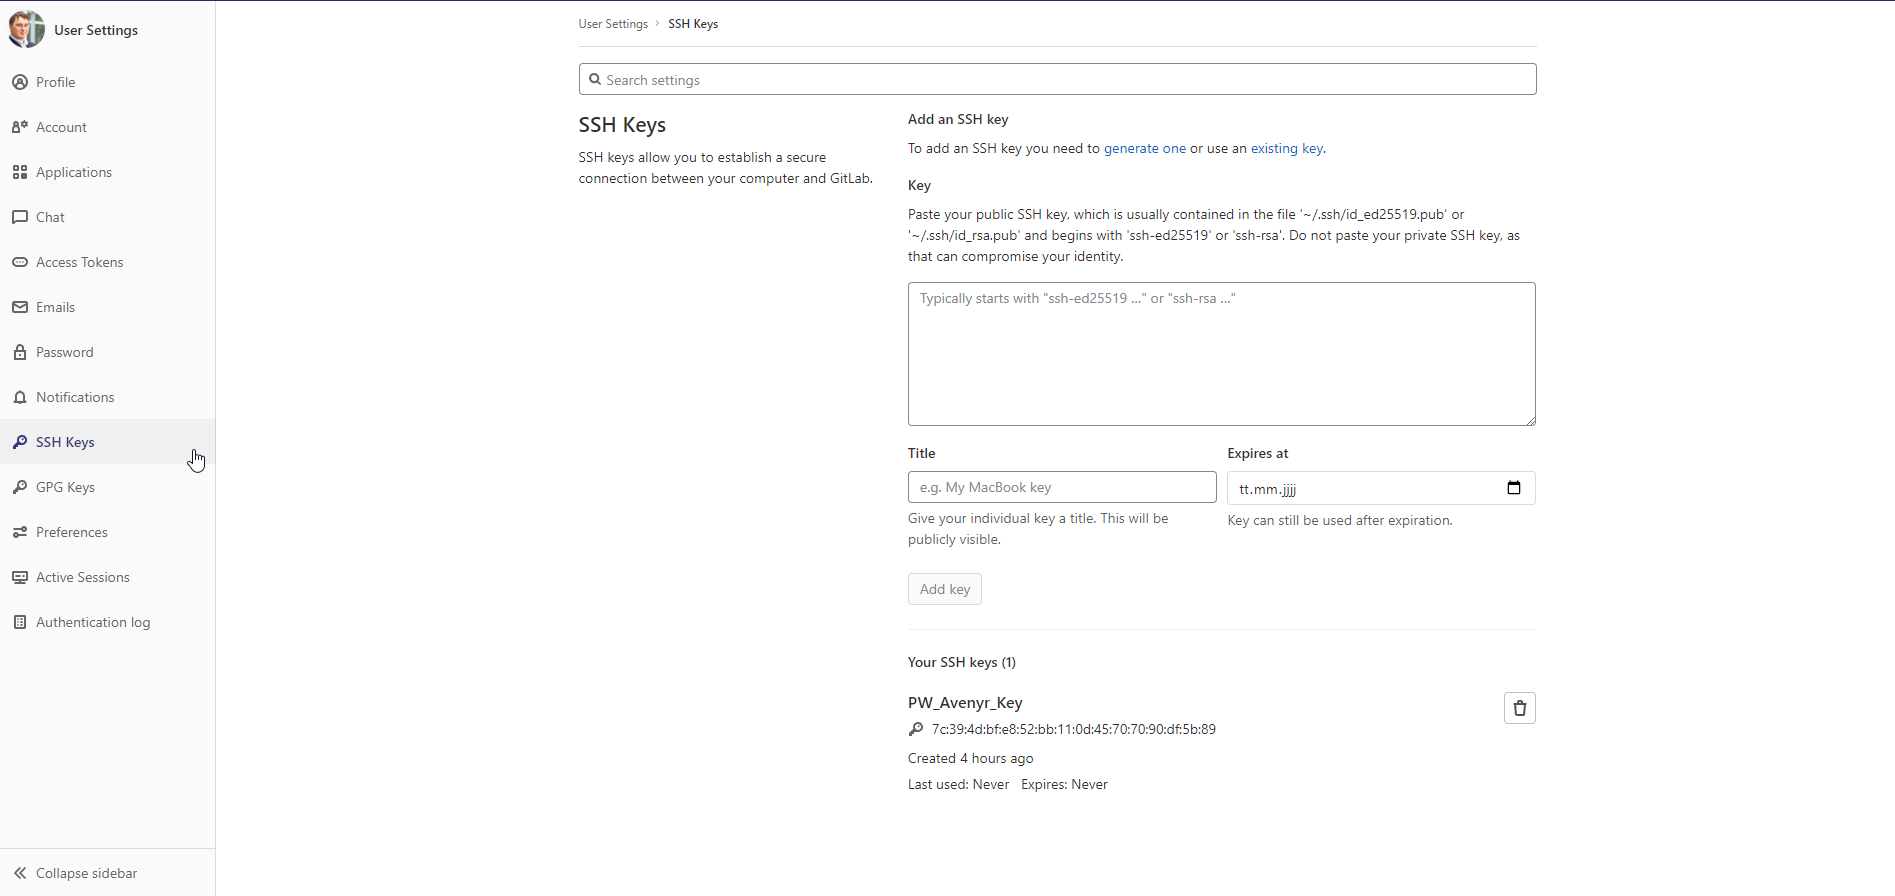 User Settings
Profile
Account
Applications
Chat
Access Tokens
Emails
Password
Notifications
SSH Keys
GPG Keys
Preferences
Active Sessions
Authentication log
Collapse sidebar
User Settings › SSH Keys
Search settings
SSH Keys
SSH keys allow you to establish a secure
connection between your computer and GitLab.
Add an SSH key
To add an SSH key you need to generate one or use an existing key.
Key
Paste your public SSH key, which is usually contained in the file '~/.ssh/id_ed25519.pub' or
'~/.ssh/id_rsa.pub' and begins with 'ssh-ed25519' or 'ssh-rsa'. Do not paste your private SSH key, as
that can compromise your identity.
Typically starts with "ssh-ed25519 ..." or "ssh-rsa ..."
Title
e.g. My MacBook key
Give your individual key a title. This will be
publicly visible.
Expires at
tt.mm.jjjj
Key can still be used after expiration.
Add key
Your SSH keys (1)
PW_Avenyr_Key
7c:39:4d:bf:e8:52:bb:11:0d:45:70:70:90:df:5b:89
Created 4 hours ago
Last used: Never Expires: Never